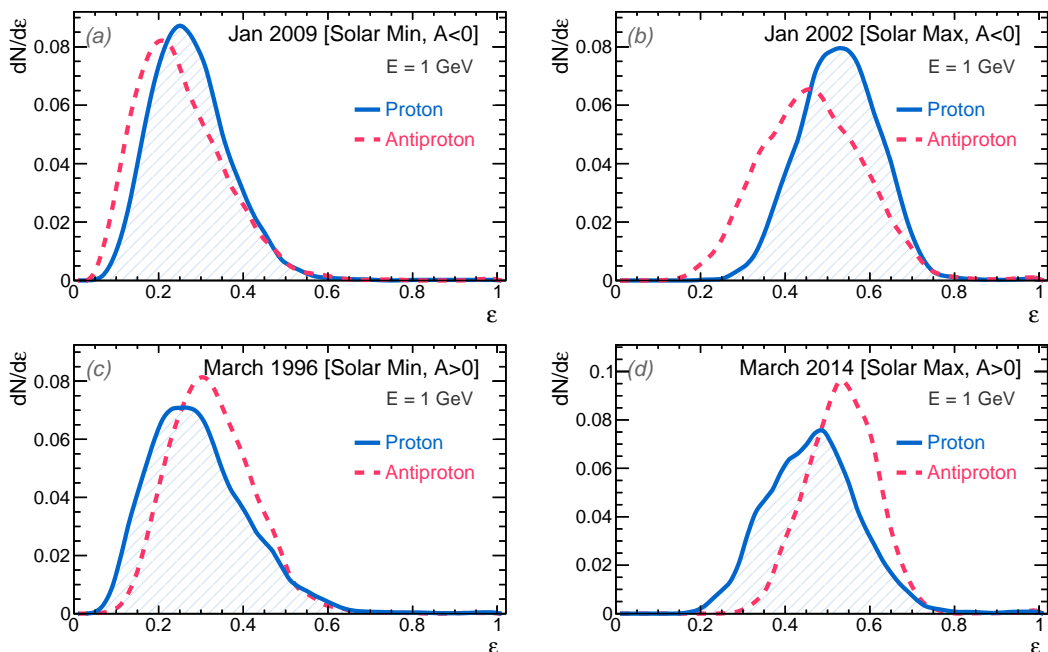 (a)
Jan 2009 [Solar Min, A<0]
E = 1 GeV
Proton
Antiproton
dN/dε
0.08
0.06
0.04
0.02
0
0.2
0.4
0.6
0.8
1
ε
(b)
Jan 2002 [Solar Max, A<0]
E = 1 GeV
Proton
Antiproton
dN/dε
0.08
0.06
0.04
0.02
0
0
0.2
0.4
0.6
0.8
1
ε
(c)
March 1996 [Solar Min, A>0]
E = 1 GeV
Proton
Antiproton
dN/dε
0.08
0.06
0.04
0.02
0
0
0.2
0.4
0.6
0.8
1
ε
(d)
March 2014 [Solar Max, A>0]
E = 1 GeV
Proton
Antiproton
dN/dε
0.1
0.08
0.06
0.04
0.02
0
0
0.2
0.4
0.6
0.8
1
ε